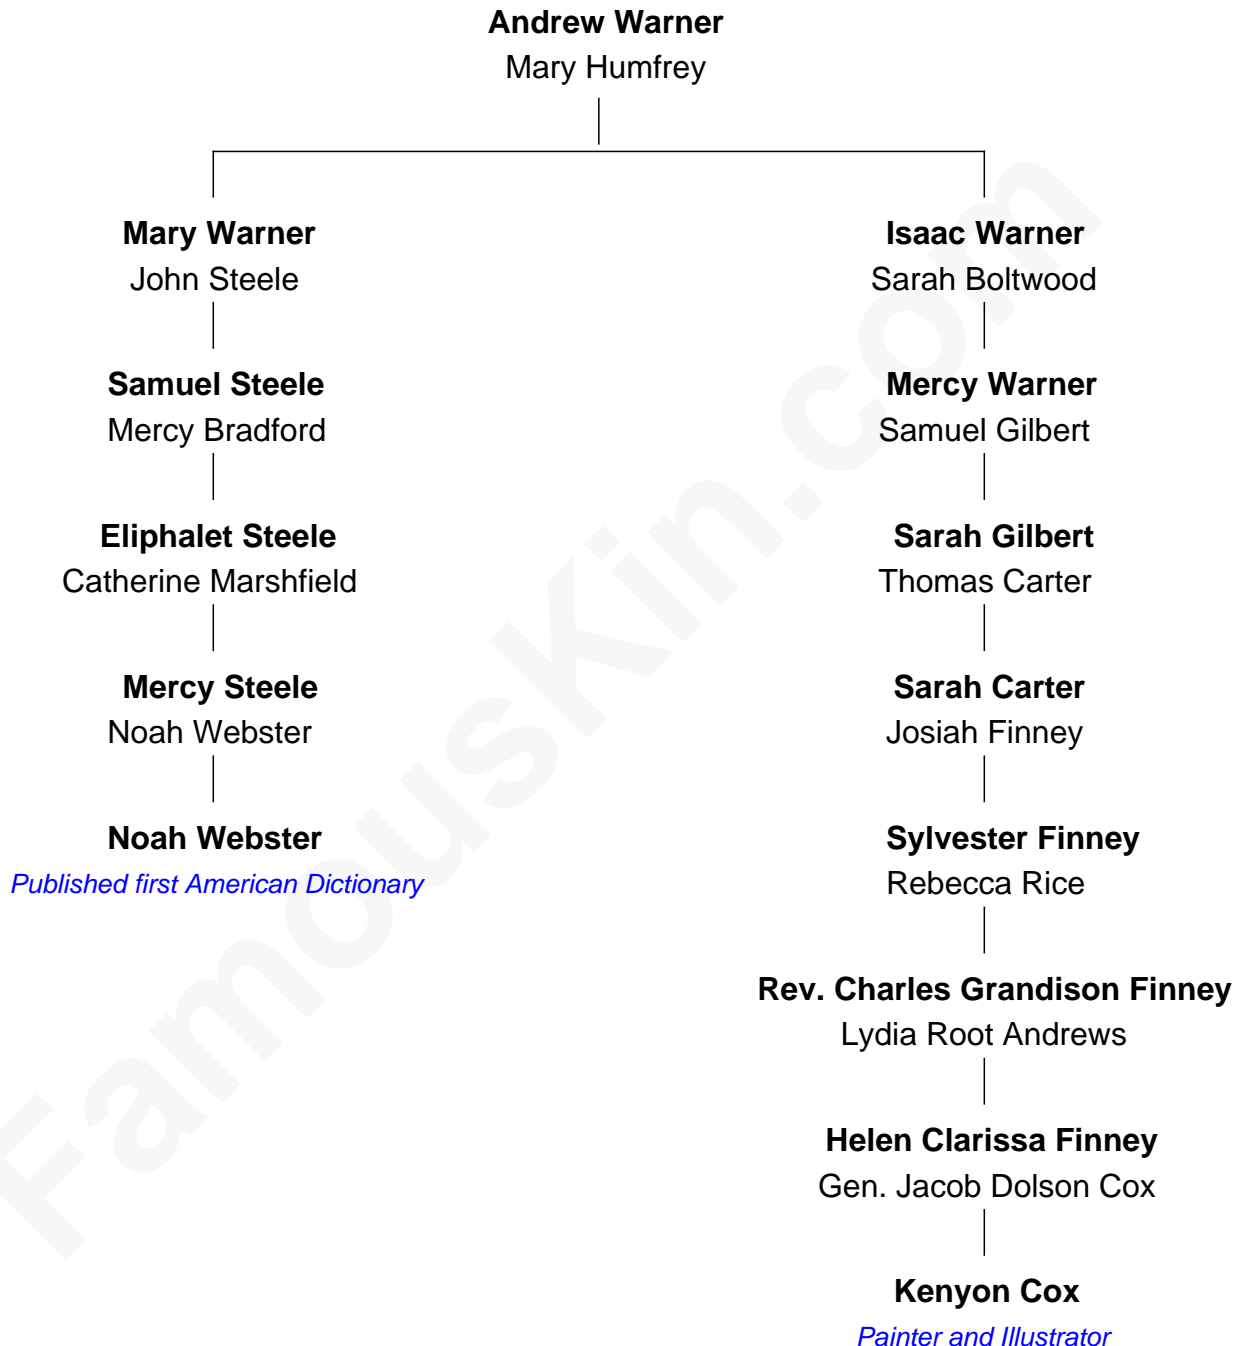 Andrew Warner
Mary Humfrey
Mary Warner
John Steele
Isaac Warner
Sarah Boltwood
Samuel Steele
Mercy Bradford
Mercy Warner
Samuel Gilbert
Eliphalet Steele
Catherine Marshfield
Sarah Gilbert
Thomas Carter
Mercy Steele
Noah Webster
Sarah Carter
Josiah Finney
Noah Webster
Published first American Dictionary
Sylvester Finney
Rebecca Rice
Rev. Charles Grandison Finney
Lydia Root Andrews
Helen Clarissa Finney
Gen. Jacob Dolson Cox
Kenyon Cox
Painter and Illustrator
FamousKin.com